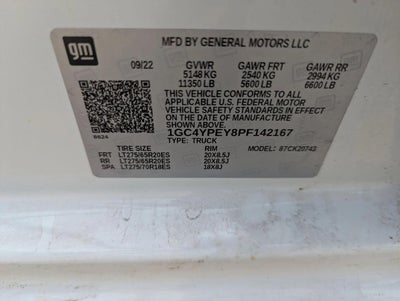 gm
MFD BY GENERAL MOTORS LLC
09/22 GVWR GAWR FRT GAWR RR
5148 KG 2540 KG 2994 KG
11350 LB 5600 LB 6600 LB
THIS VEHICLE CONFORMS TO ALL
APPLICABLE U.S. FEDERAL MOTOR
VEHICLE SAFETY STANDARDS IN EFFECT
ON THE DATE OF MANUFACTURE
SHOWN ABOVE.
1GC4YPEY8PF142167
TYPE: TRUCK
TIRE SIZE RIM MODEL: 87CK20743
FRT LT275/65R20ES 20X8.5J
RR LT275/65R20ES 20X8.5J
SPA LT275/70R18ES 18X8J